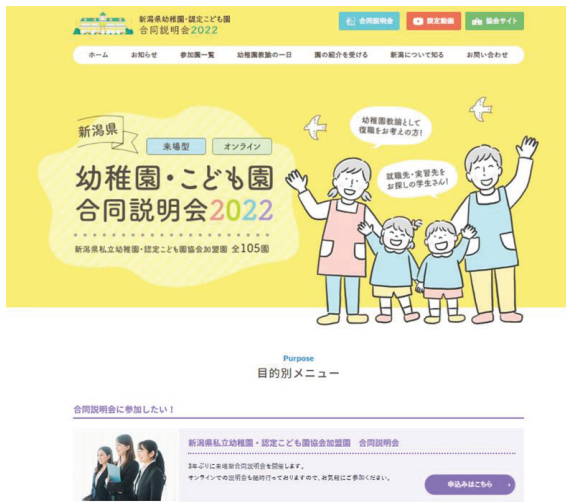 新潟県幼稚園・認定こども園
合同説明会2022
合同説明会
限定動画
協会サイト
ホーム
お知らせ
参加園一覧
幼稚園教諭の一日
園の紹介を受ける
新潟について知る
お問い合わせ
新潟県
来場型
オンライン
幼稚園・こども園
合同説明会2022
新潟県私立幼稚園・認定こども園協会加盟園 全105園
幼稚園教諭として
復職をお考えの方!
就職先・実習先を
お探しの学生さん!
Purpose
目的別メニュー
合同説明会に参加したい!
新潟県私立幼稚園・認定こども園協会加盟園 合同説明会
3年ぶりに来場型合同説明会を開催します。
オンラインでの説明会も随時行っておりますので、お気軽にご参加ください。
申込みはこちら